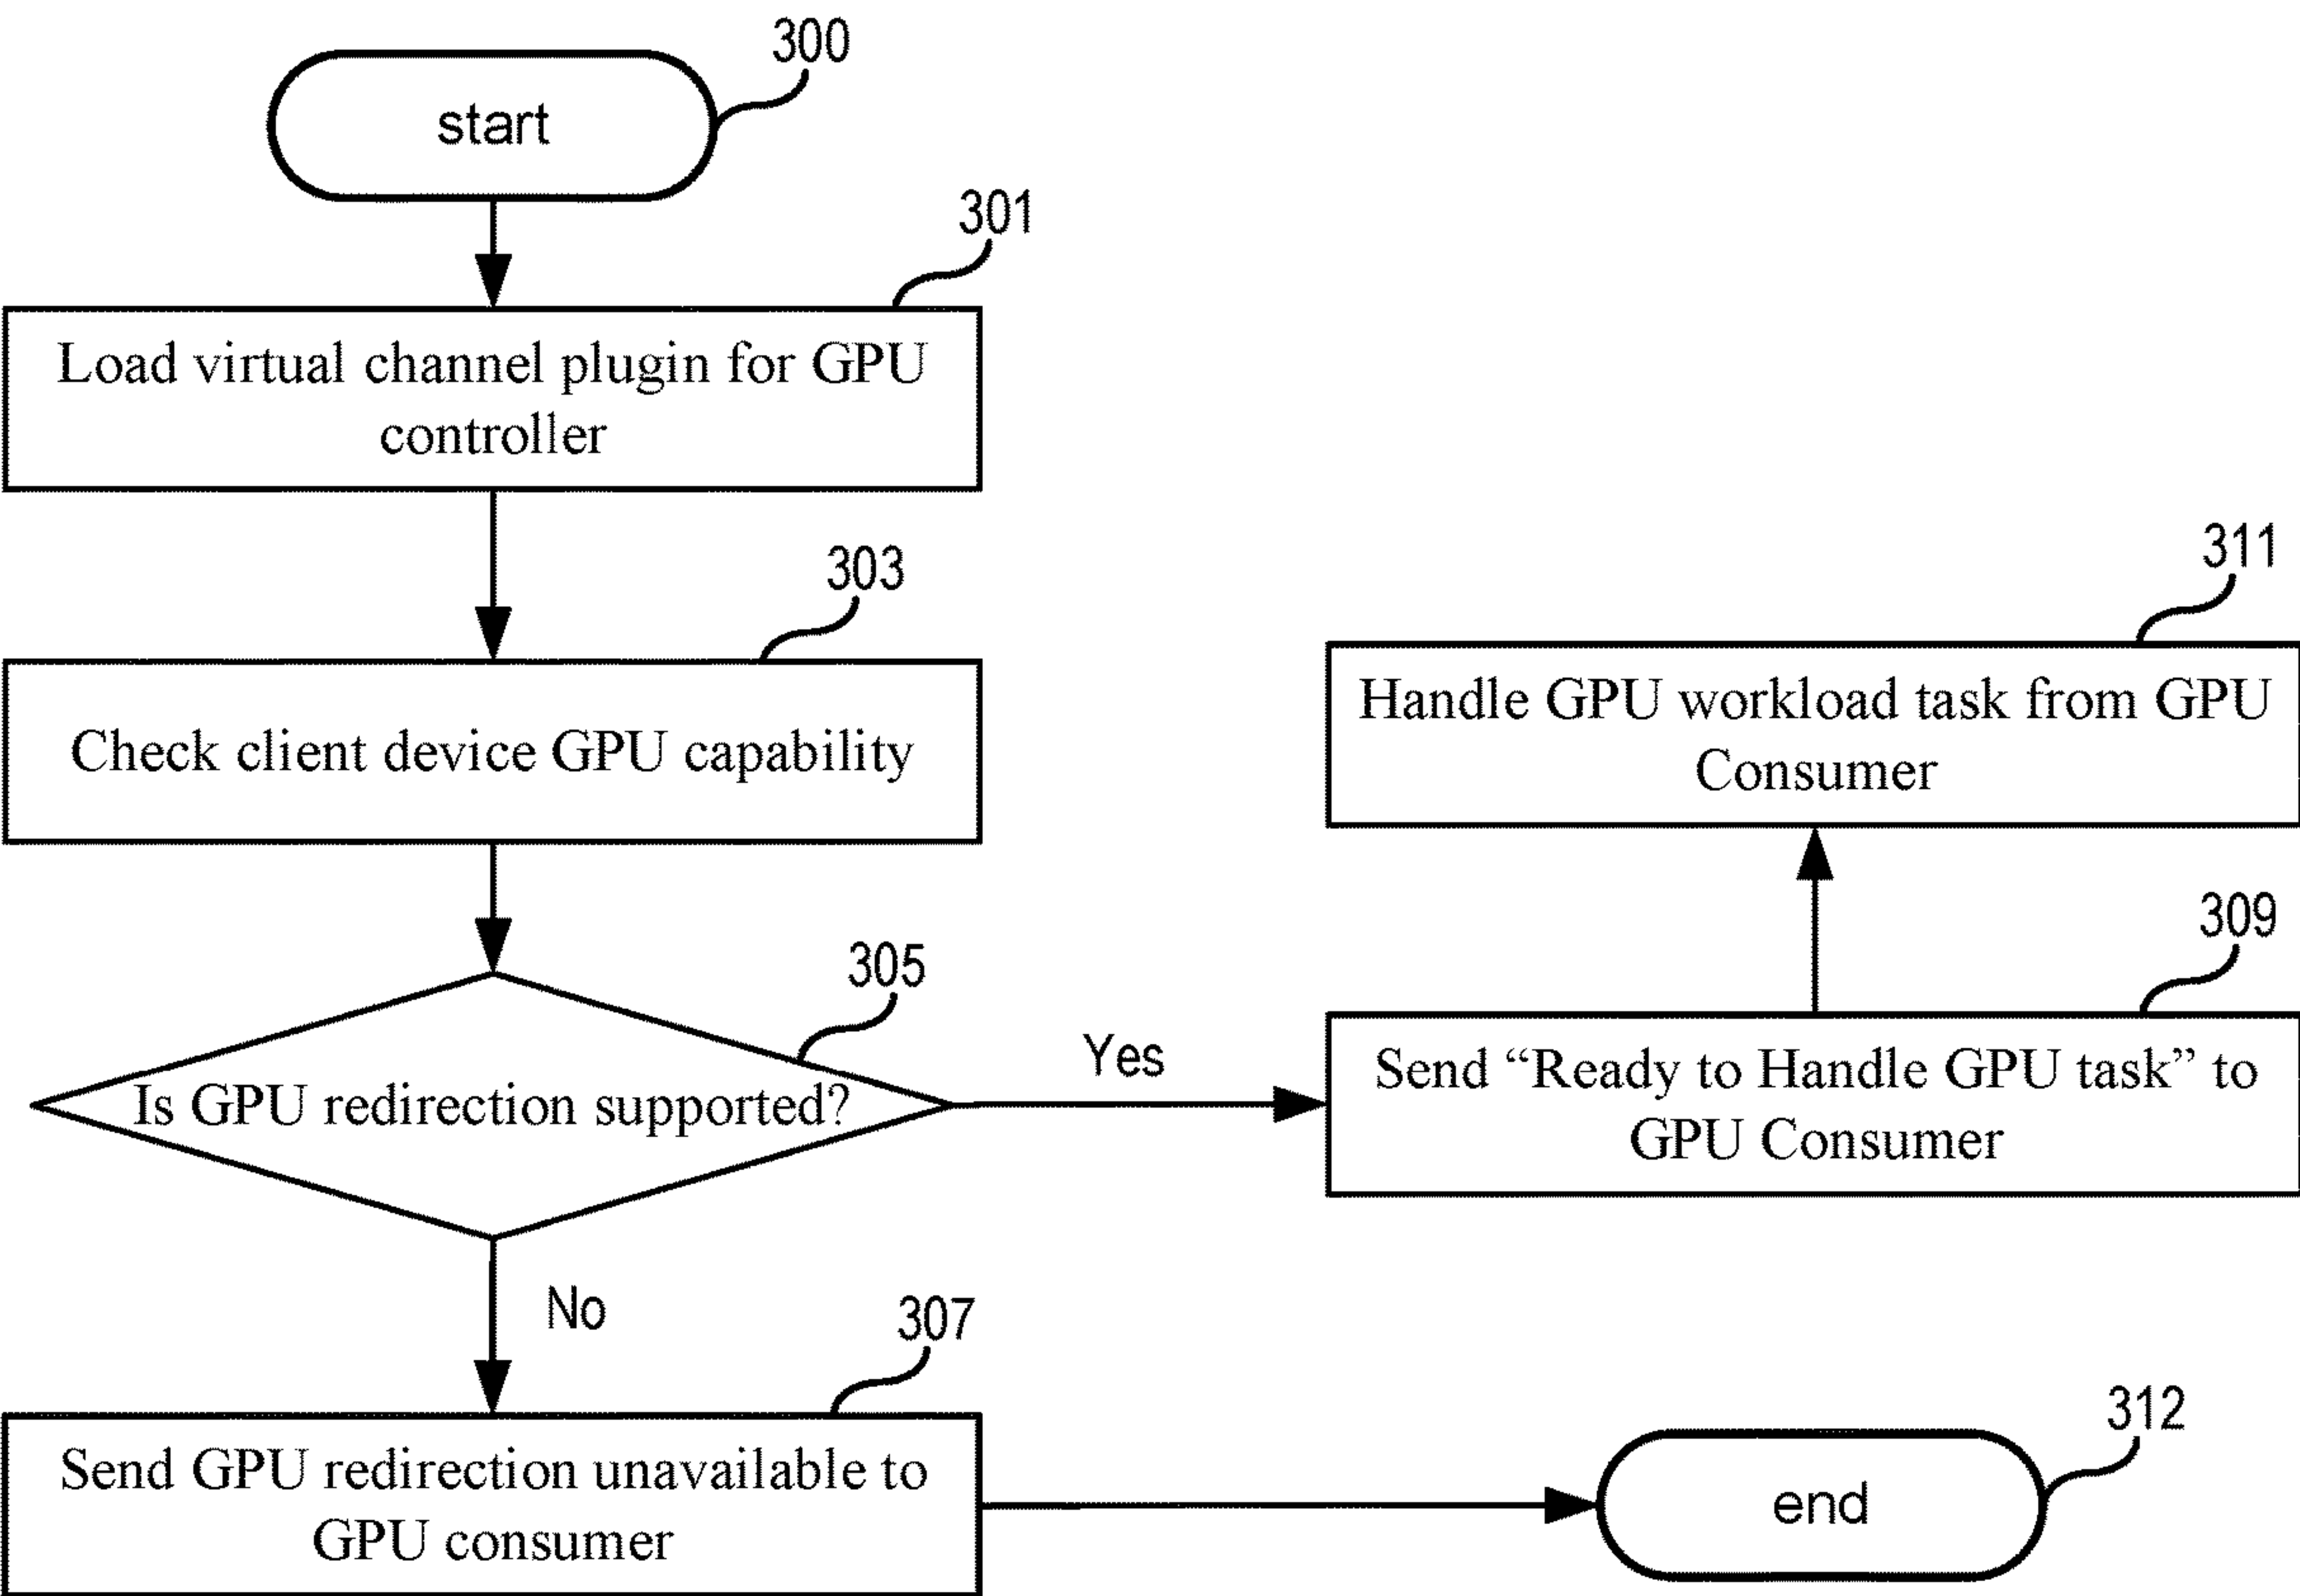 300
start
301
Load virtual channel plugin for GPU
controller
303
Check client device GPU capability
311
Handle GPU workload task from GPU
Consumer
305
Is GPU redirection supported?
Yes
309
Send “Ready to Handle GPU task” to
GPU Consumer
No
307
Send GPU redirection unavailable to
GPU consumer
312
end